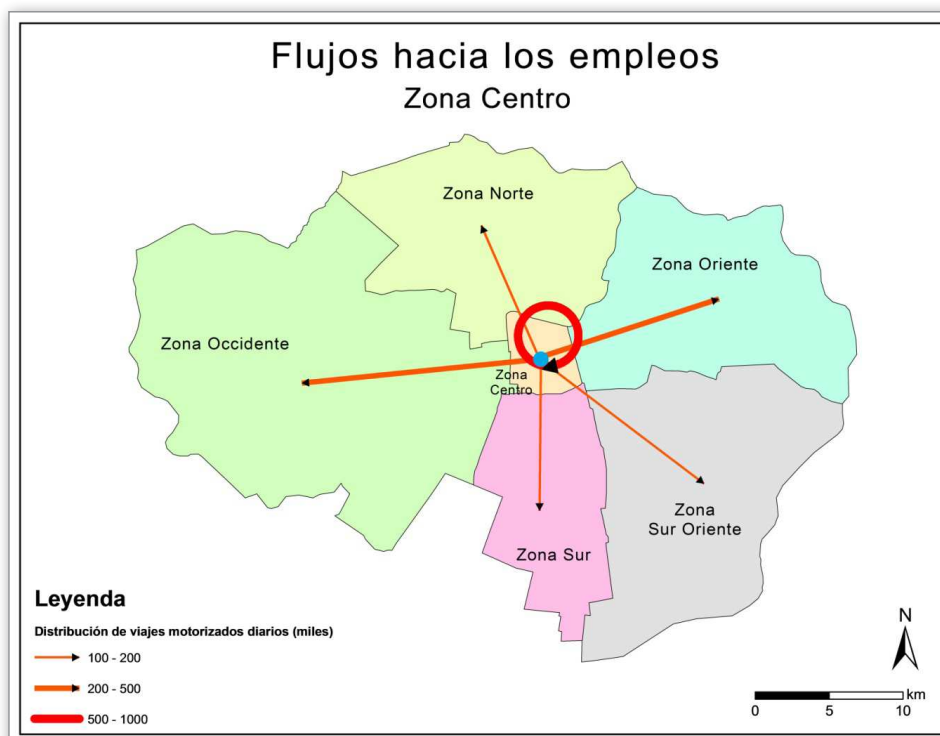 Flujos hacia los empleos
Zona Centro
Zona Norte
Zona Oriente
Zona Occidente
Zona
Centro
Zona
Sur Oriente
Zona Sur
Leyenda
Distribución de viajes motorizados diarios (miles)
100 - 200
200 - 500
500 - 1000
N
km
0 5 10